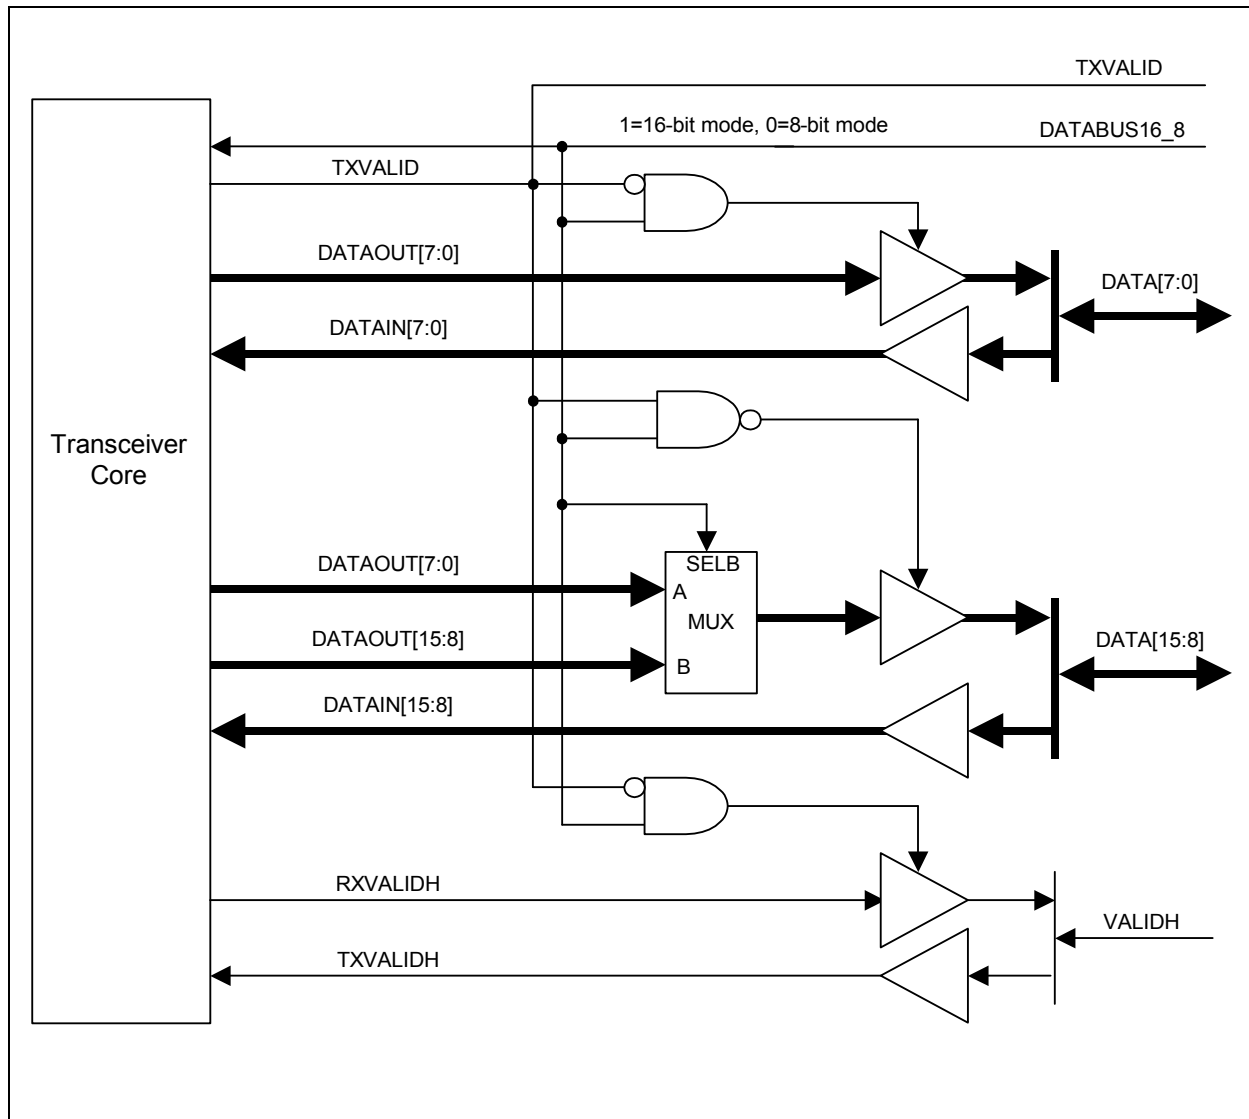 TXVALID
1=16-bit mode, 0=8-bit mode
DATABUS16_8
TXVALID
DATAOUT[7:0]
DATA[7:0]
DATAIN[7:0]
Transceiver
Core
DATAOUT[7:0]
SELB
A
MUX
DATAOUT[15:8]
B
DATA[15:8]
DATAIN[15:8]
RXVALIDH
VALIDH
TXVALIDH